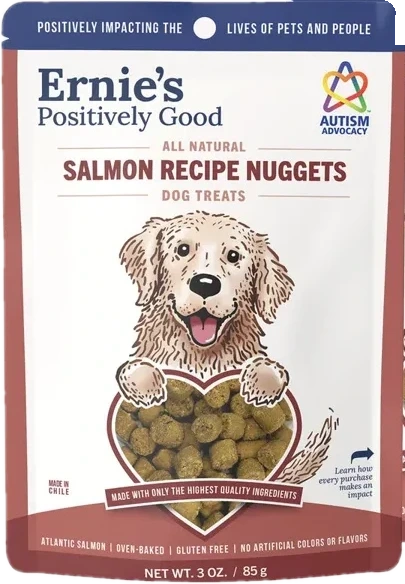 POSITIVELY IMPACTING THE LIVES OF PETS AND PEOPLE
Ernie's
Positively Good
AUTISM
ADVOCACY
ALL NATURAL
SALMON RECIPE NUGGETS
DOG TREATS
MADE IN
CHILE
Learn how
every purchase
makes an
impact
MADE WITH ONLY THE HIGHEST QUALITY INGREDIENTS
ATLANTIC SALMON | OVEN-BAKED | GLUTEN FREE | NO ARTIFICIAL COLORS OR FLAVORS
NET WT. 3 OZ. / 85 g